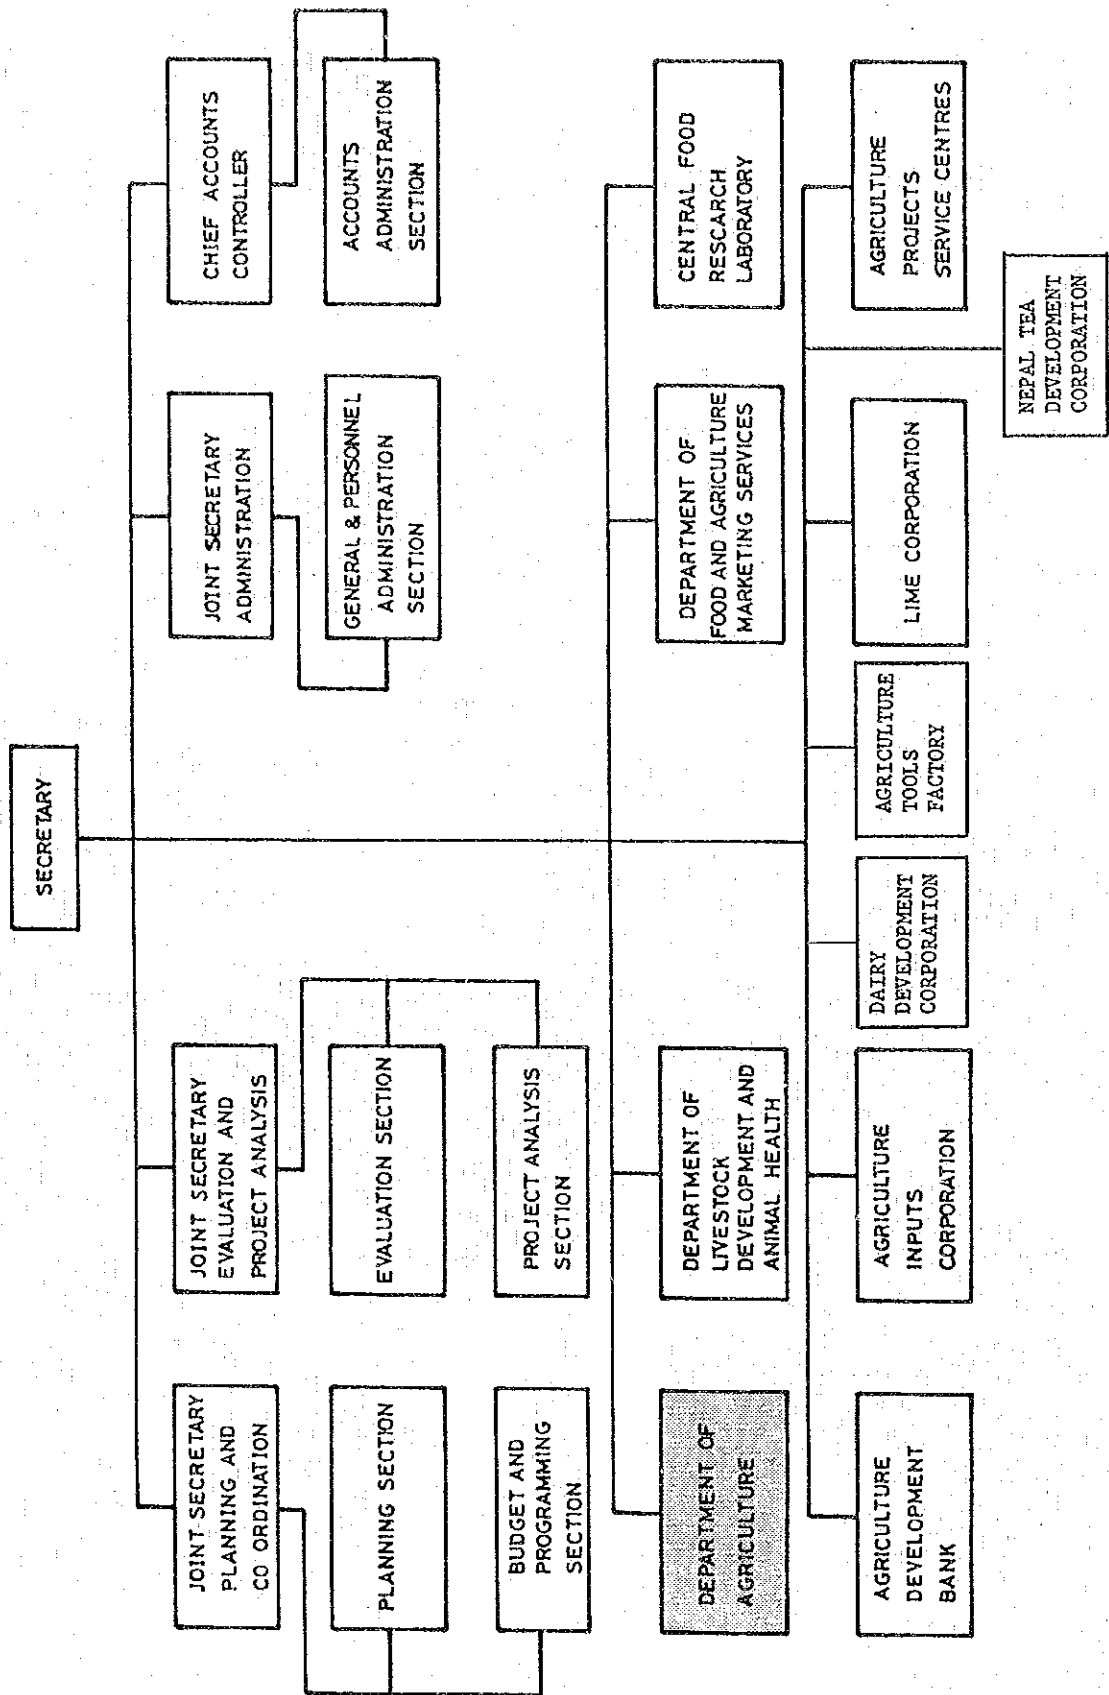 SECRETARY
JOINT-SECRETARY
PLANNING AND
CO ORDINATION
JOINT SECRETARY
EVALUATION AND
PROJECT ANALYSIS
JOINT SECRETARY
ADMINISTRATION
CHIEF ACCOUNTS
CONTROLLER
PLANNING SECTION
EVALUATION SECTION
GENERAL & PERSONNEL
ADMINISTRATION
SECTION
ACCOUNTS
ADMINISTRATION
SECTION
BUDGET AND
PROGRAMMING
SECTION
PROJECT ANALYSIS
SECTION
DEPARTMENT OF
AGRICULTURE
DEPARTMENT OF
LIVESTOCK
DEVELOPMENT AND
ANIMAL HEALTH
DEPARTMENT OF
FOOD AND AGRICULTURE
MARKETING SERVICES
CENTRAL FOOD
RESCARCH
LABORATORY
AGRICULTURE
DEVELOPMENT
BANK
AGRICULTURE
INPUTS
CORPORATION
DAIRY
DEVELOPMENT
CORPORATION
AGRICULTURE
TOOLS
FACTORY
LIME CORPORATION
AGRICULTURE
PROJECTS
SERVICE CENTRES
NEPAL TEA
DEVELOPMENT
CORPORATION